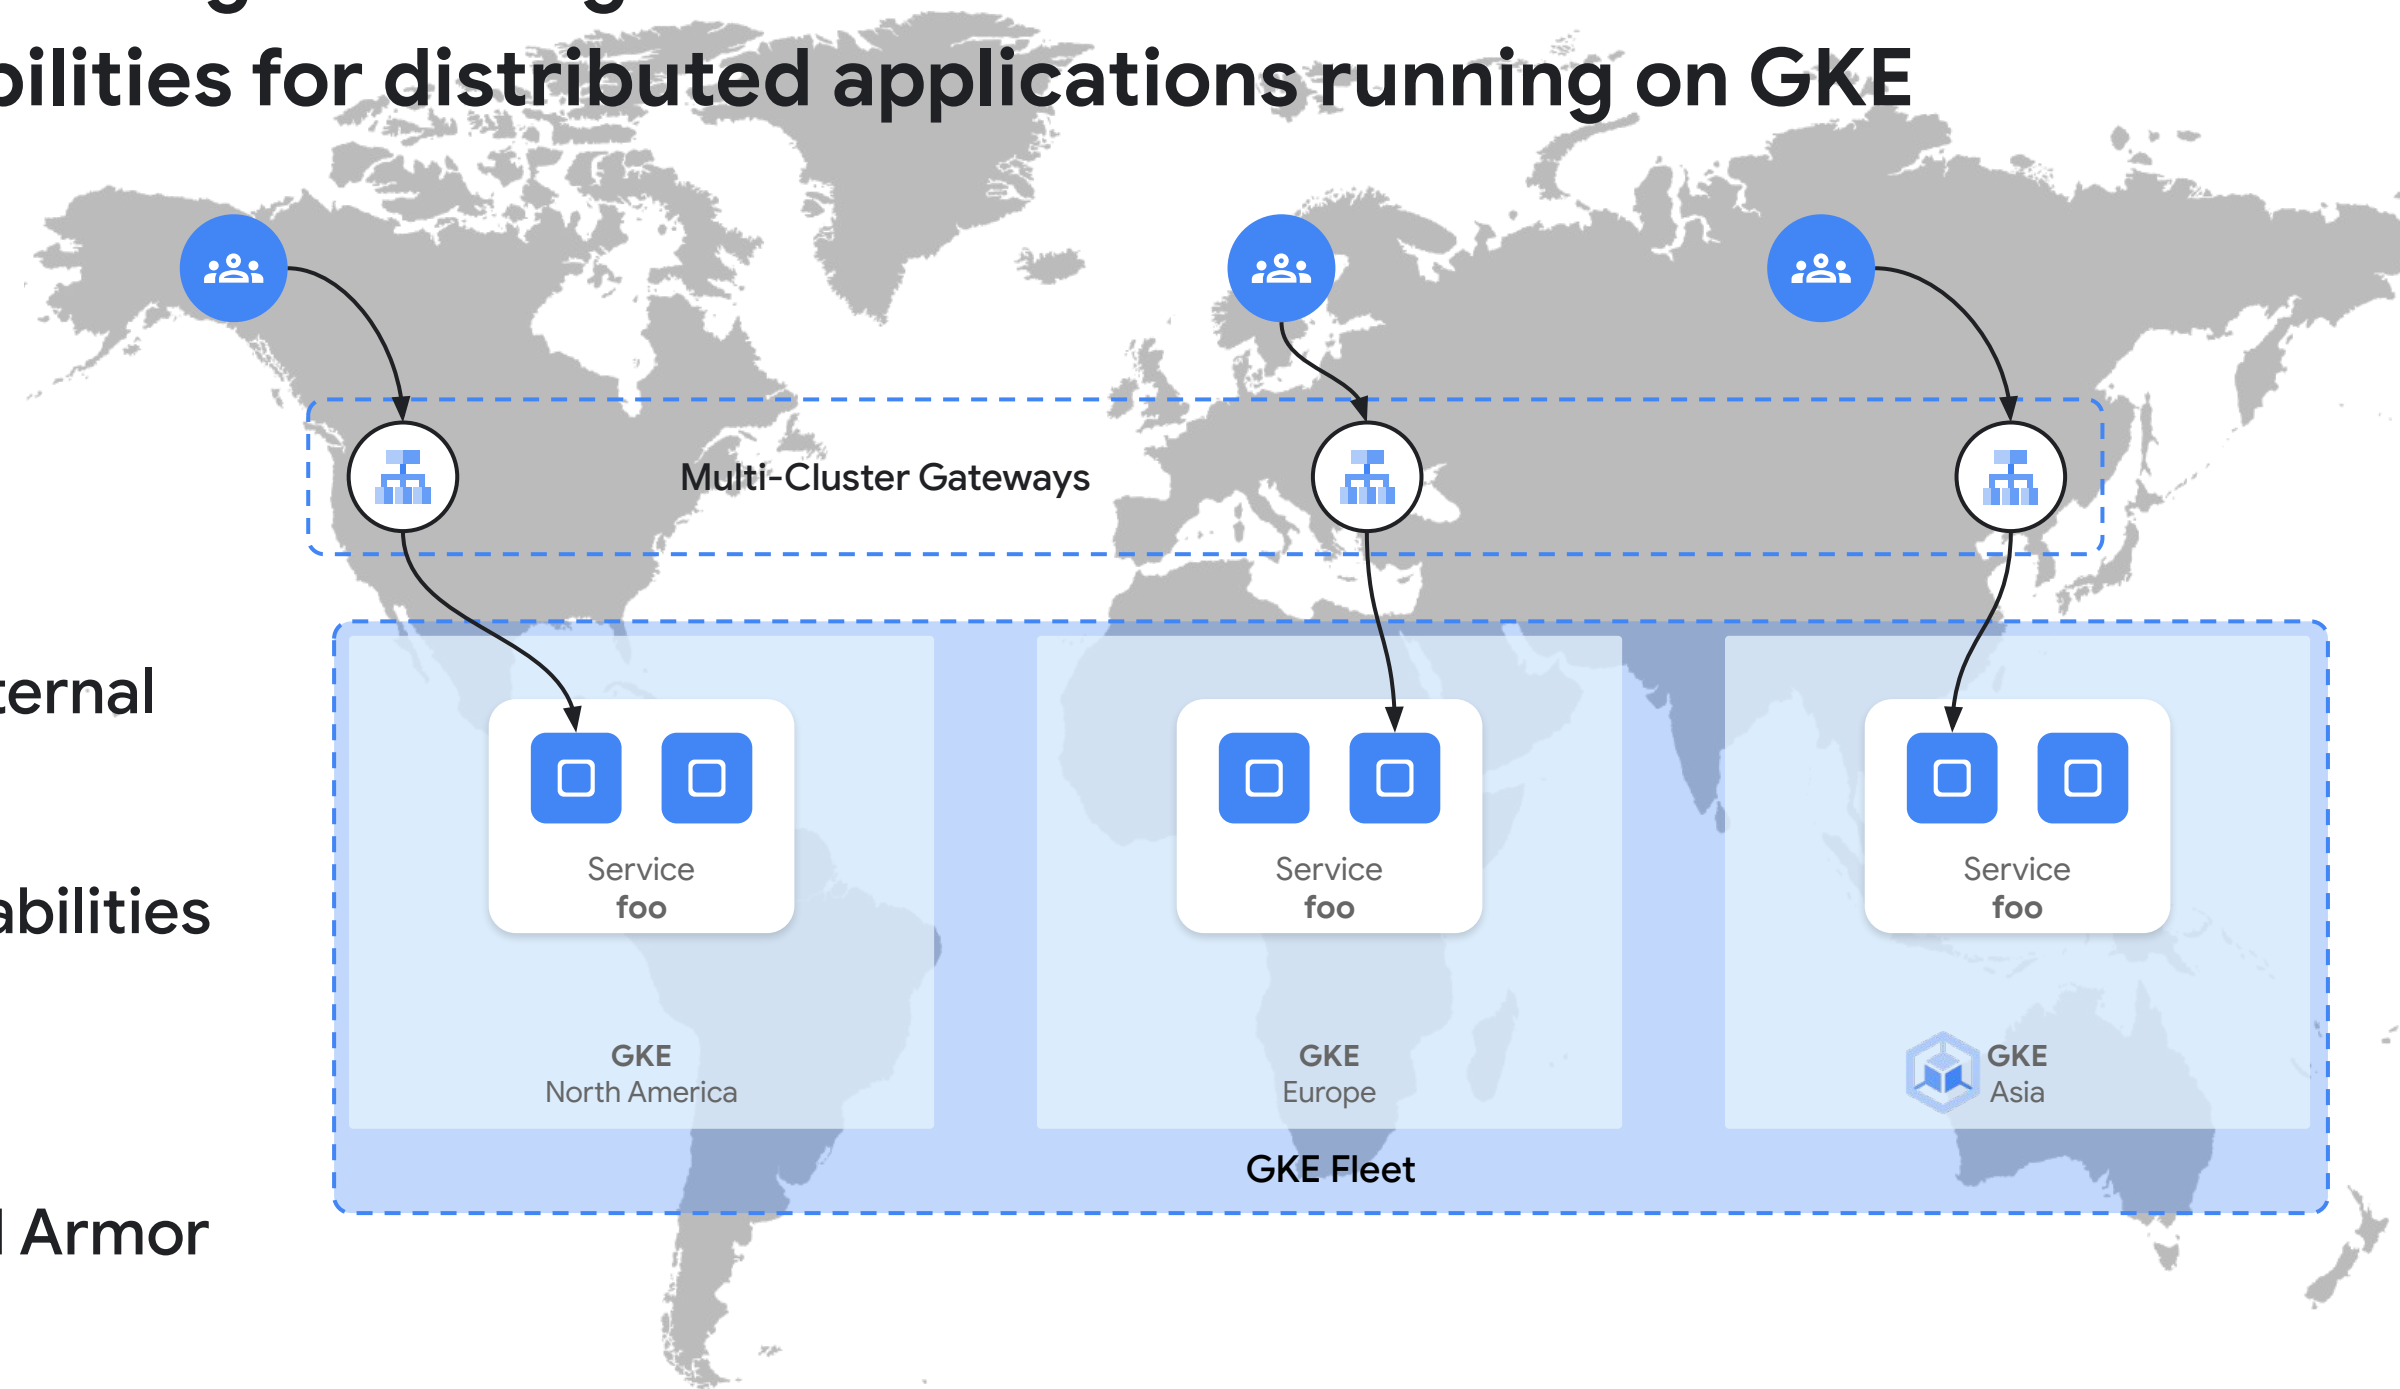 bilities for distributed applications running on GKE
Multi-Cluster Gateways
ternal
abilities
Armor
Service
foo
Service
foo
Service
foo
GKE
North America
GKE
Europe
GKE
Asia
GKE Fleet